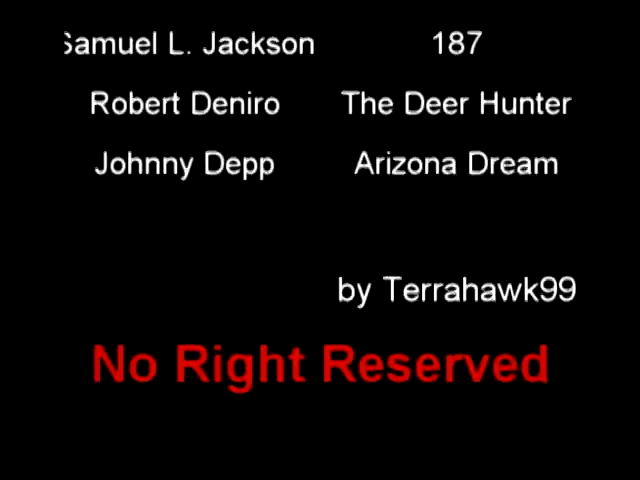 Samuel L. Jackson 187
Robert Deniro The Deer Hunter
Johnny Depp Arizona Dream
by Terrahawk99
No Right Reserved